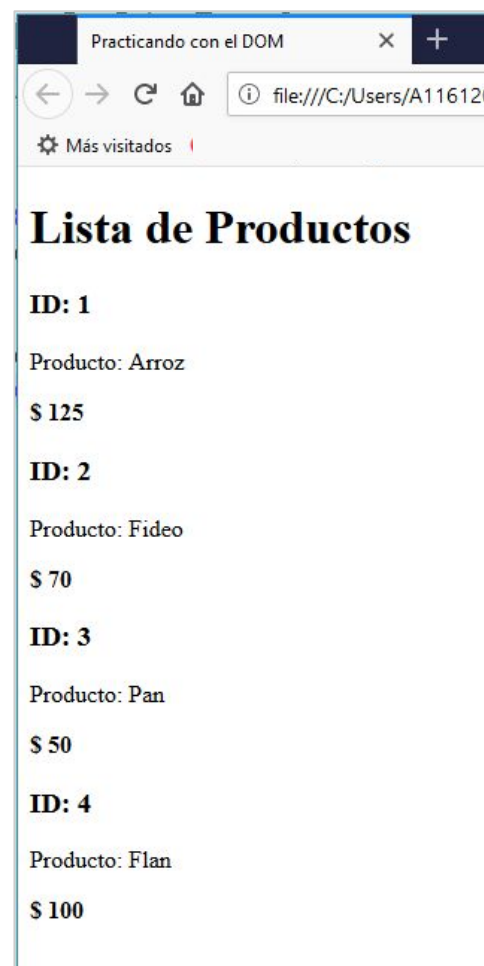 Practicando con el DOM
file:///C:/Users/A11612
Más visitados
Lista de Productos
ID: 1
Producto: Arroz
$ 125
ID: 2
Producto: Fideo
$ 70
ID: 3
Producto: Pan
$ 50
ID: 4
Producto: Flan
$ 100